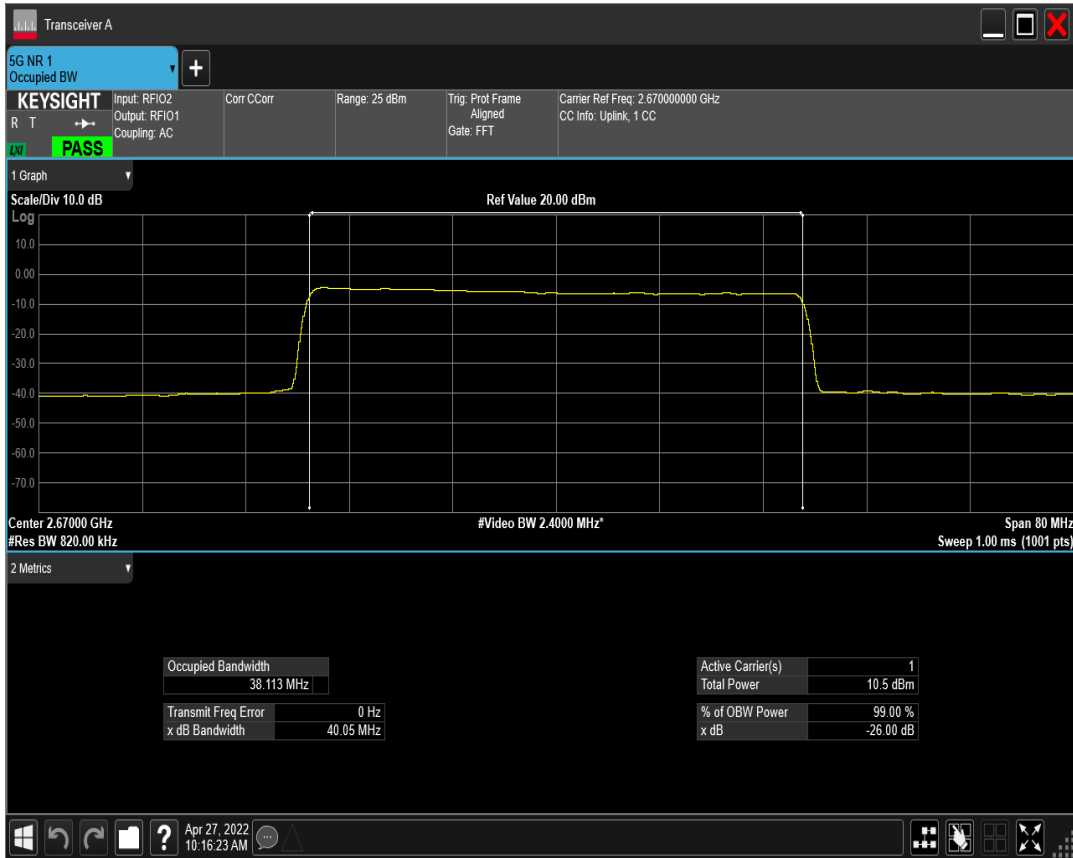 Transceiver A
5G NR 1
Occupied BW
+
KEYSIGHT
R T
LXI
PASS
Input: RFIO2
Output: RFIO1
Coupling: AC
Corr CCorr
Range: 25 dBm
Trig: Prot Frame
Aligned
Gate: FFT
Carrier Ref Freq: 2.670000000 GHz
CC Info: Uplink, 1 CC
1 Graph
Scale/Div 10.0 dB
Ref Value 20.00 dBm
Log
10.0
0.00
-10.0
-20.0
-30.0
-40.0
-50.0
-60.0
-70.0
Center 2.67000 GHz
#Video BW 2.4000 MHz*
Span 80 MHz
#Res BW 820.00 kHz
Sweep 1.00 ms (1001 pts)
2 Metrics
Occupied Bandwidth
38.113 MHz
Transmit Freq Error 0 Hz
x dB Bandwidth 40.05 MHz
Active Carrier(s) 1
Total Power 10.5 dBm
% of OBW Power 99.00 %
x dB -26.00 dB
?
Apr 27, 2022
10:16:23 AM